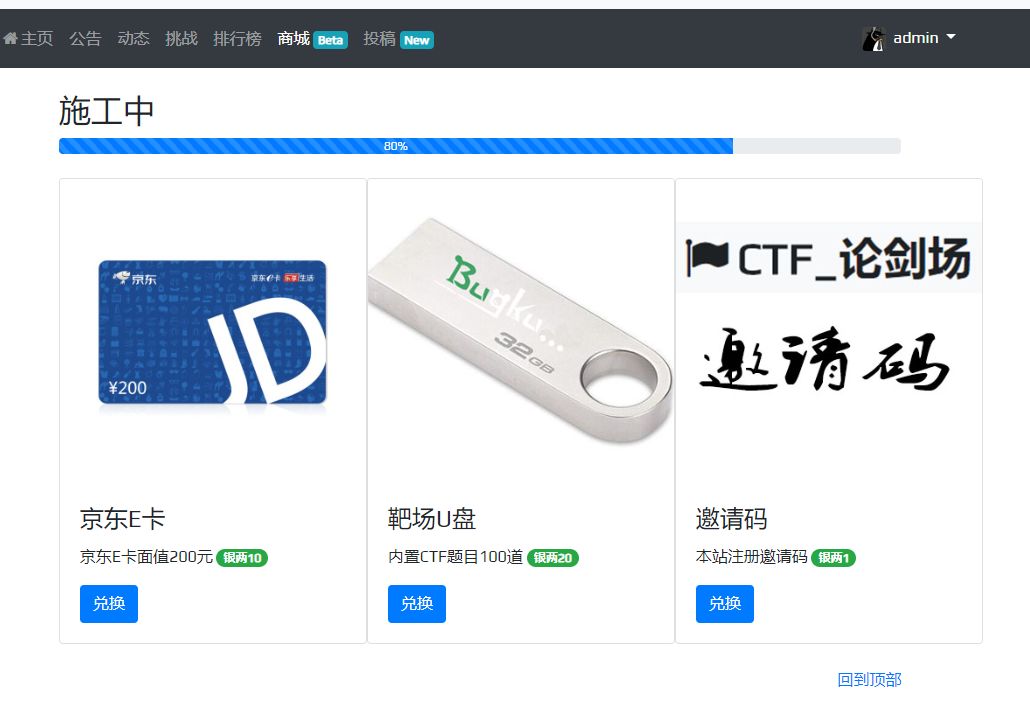 主页 公告 动态 挑战 排行榜 商城 Beta 投稿 New admin
施工中
80%
京东 京东e卡 乐享生活
¥200
JD
Bugku...
32GB
CTF_论剑场
邀请码
京东E卡 靶场U盘 邀请码
京东E卡面值200元 银两10 内置CTF题目100道 银两20 本站注册邀请码 银两1
兑换 兑换 兑换
回到顶部